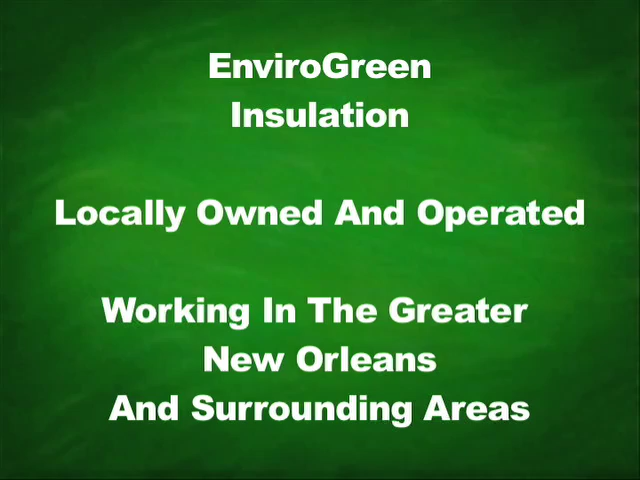 EnviroGreen
Insulation
Locally Owned And Operated
Working In The Greater
New Orleans
And Surrounding Areas